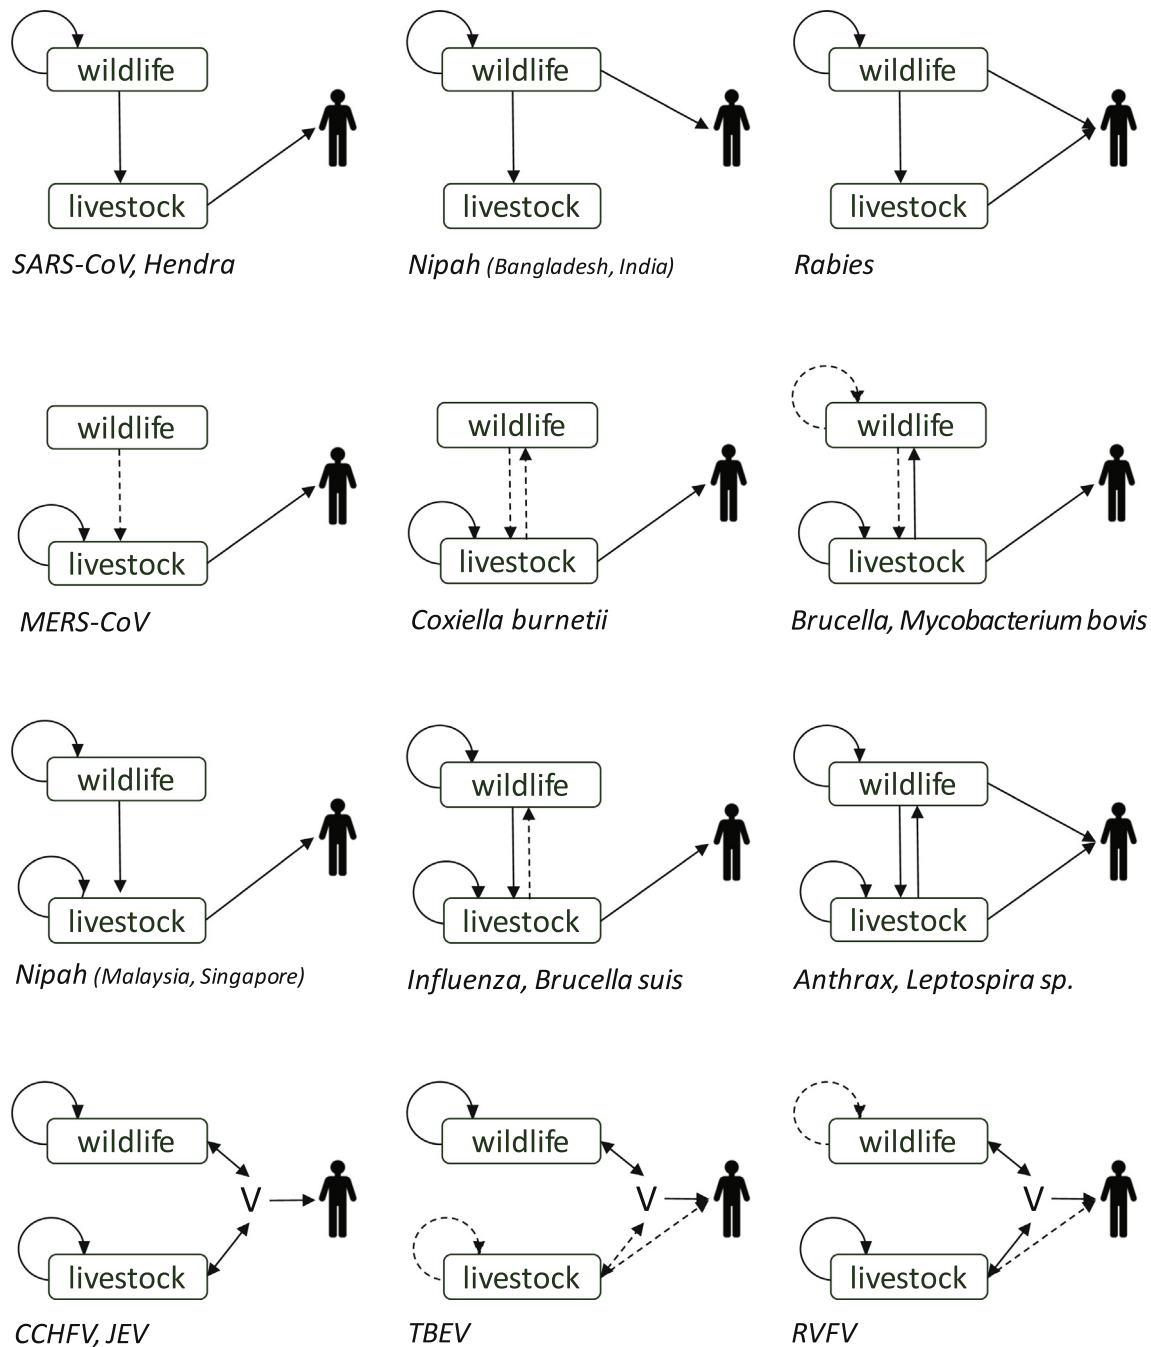 wildlife
livestock
SARS-CoV, Hendra
wildlife
livestock
Nipah (Bangladesh, India)
wildlife
livestock
Rabies
wildlife
livestock
MERS-CoV
wildlife
livestock
Coxiella burnetii
wildlife
livestock
Brucella, Mycobacterium bovis
wildlife
livestock
Nipah (Malaysia, Singapore)
wildlife
livestock
Influenza, Brucella suis
wildlife
livestock
Anthrax, Leptospira sp.
wildlife
V
livestock
CCHFV, JEV
wildlife
V
livestock
TBEV
wildlife
V
livestock
RVFV